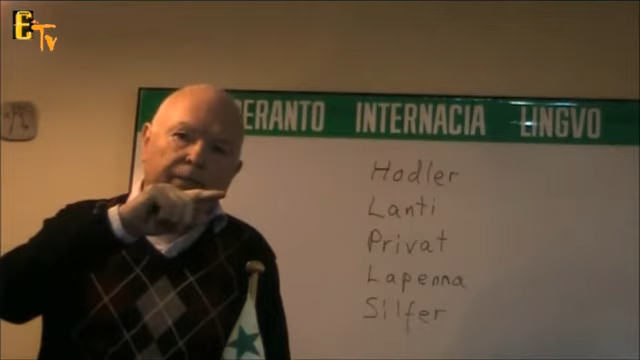 ETV
ERANTO INTERNACIA LINGVO
Hodler
Lanti
Privat
Lapenna
Silfer